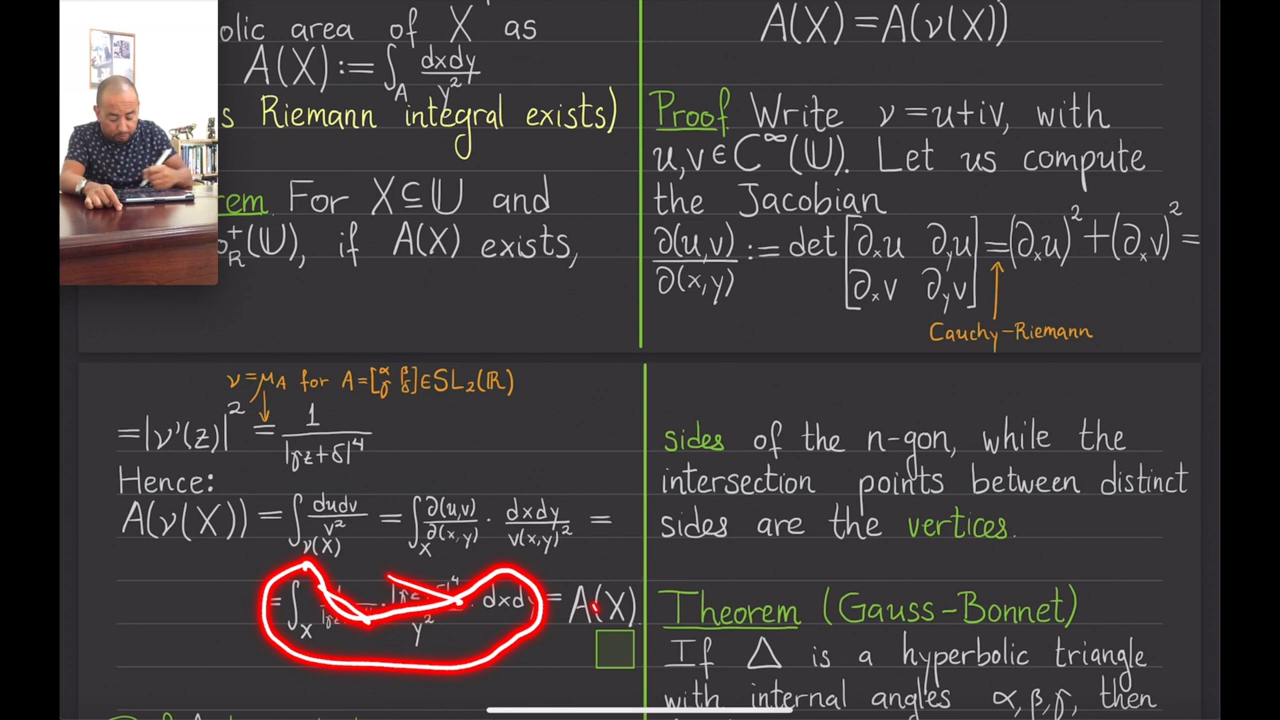 olic area of X as
A(X) := ∫_A dxdy/y²
s Riemann integral exists)
rem For X ⊆ 𝕌 and
⁺_ℝ(𝕌), if A(X) exists,
A(X) = A(ν(X))
Proof Write ν = u+iv, with
u,v ∈ C^∞(𝕌). Let us compute
the Jacobian
∂(u,v)/∂(x,y) := det [∂ₓu ∂ᵧu; ∂ₓv ∂ᵧv] = (∂ₓu)² + (∂ₓv)² =
Cauchy-Riemann
ν = μ_A for A = [α β; γ δ] ∈ SL₂(ℝ)
= |ν'(z)|² = 1/|γz+δ|⁴
Hence:
A(ν(X)) = ∫_ν(X) dudv/v² = ∫_X ∂(u,v)/∂(x,y) · dxdy/v(x,y)² =
= ∫_X y² · dxdy = A(X)
sides of the n-gon, while the
intersection points between distinct
sides are the vertices.
Theorem (Gauss-Bonnet)
If Δ is a hyperbolic triangle
with internal angles α,β,γ, then